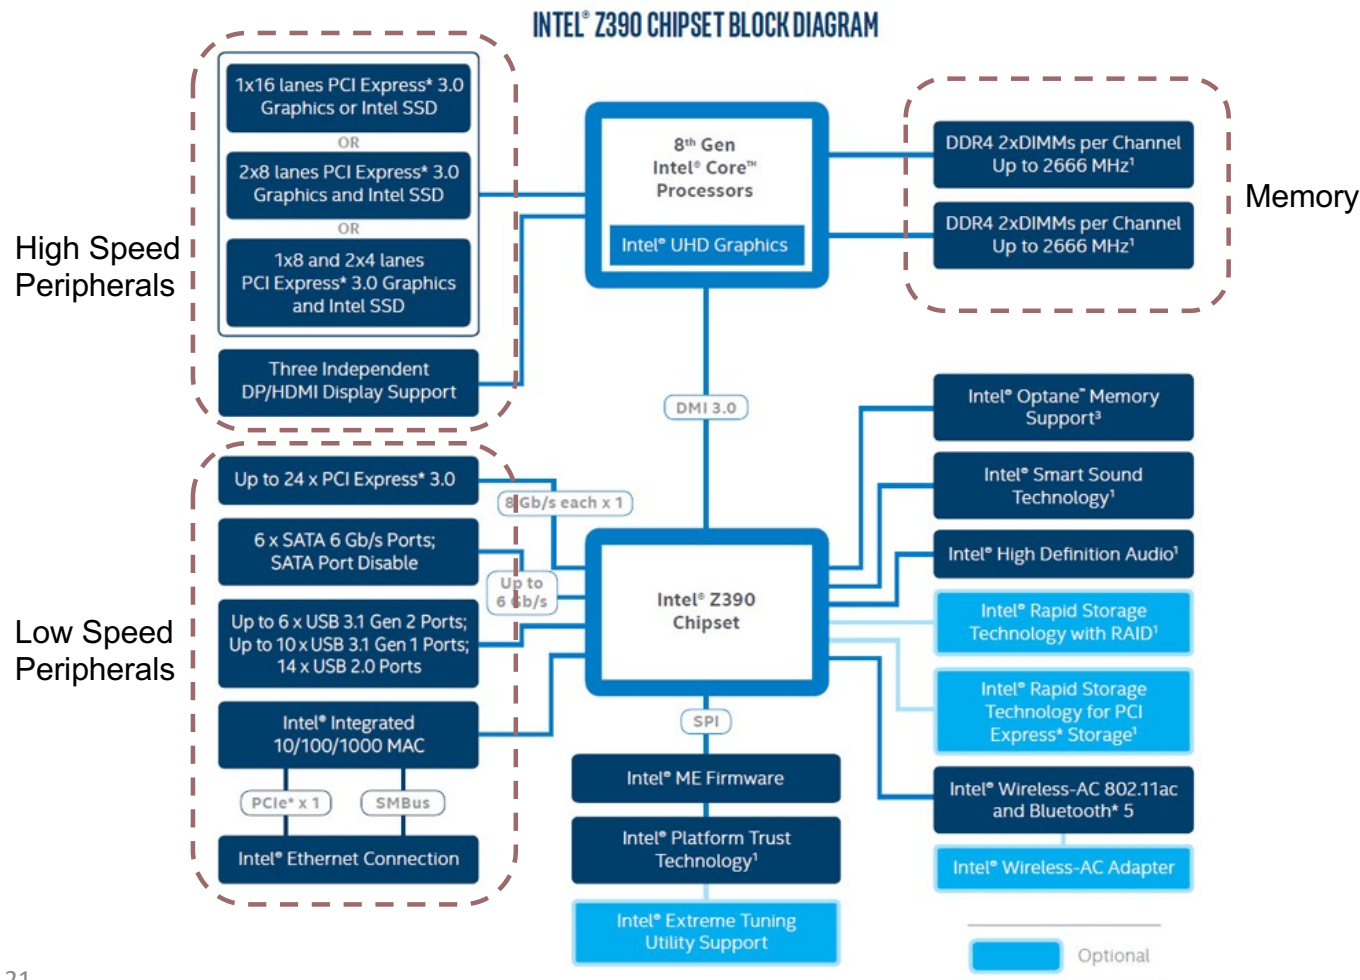 INTEL® Z390 CHIPSET BLOCK DIAGRAM
1x16 lanes PCI Express* 3.0
Graphics or Intel SSD
OR
2x8 lanes PCI Express* 3.0
Graphics and Intel SSD
OR
1x8 and 2x4 lanes
PCI Express* 3.0 Graphics
and Intel SSD
Three Independent
DP/HDMI Display Support
High Speed
Peripherals
8th Gen
Intel® Core™
Processors
Intel® UHD Graphics
DDR4 2xDIMMs per Channel
Up to 2666 MHz¹
DDR4 2xDIMMs per Channel
Up to 2666 MHz¹
Memory
DMI 3.0
Up to 24 x PCI Express* 3.0
8 Gb/s each x 1
6 x SATA 6 Gb/s Ports;
SATA Port Disable
Up to
6 Gb/s
Up to 6 x USB 3.1 Gen 2 Ports;
Up to 10 x USB 3.1 Gen 1 Ports;
14 x USB 2.0 Ports
Intel® Integrated
10/100/1000 MAC
PCIe* x 1
SMBus
Intel® Ethernet Connection
Low Speed
Peripherals
Intel® Z390
Chipset
SPI
Intel® ME Firmware
Intel® Platform Trust
Technology¹
Intel® Extreme Tuning
Utility Support
Intel® Optane™ Memory
Support³
Intel® Smart Sound
Technology¹
Intel® High Definition Audio¹
Intel® Rapid Storage
Technology with RAID¹
Intel® Rapid Storage
Technology for PCI
Express* Storage¹
Intel® Wireless-AC 802.11ac
and Bluetooth* 5
Intel® Wireless-AC Adapter
Optional
21